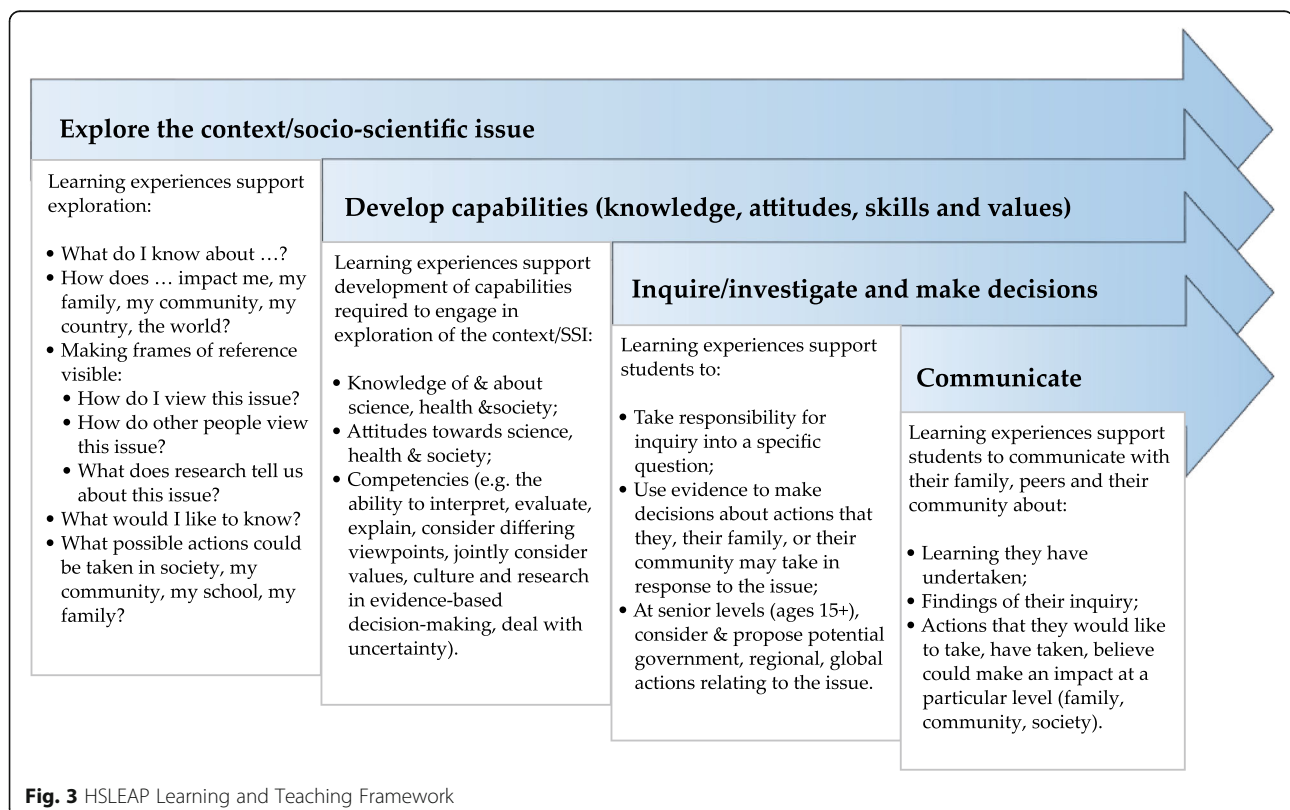 Explore the context/socio-scientific issue
Learning experiences support
exploration:
• What do I know about …?
• How does … impact me, my
family, my community, my
country, the world?
• Making frames of reference
visible:
• How do I view this issue?
• How do other people view
this issue?
• What does research tell us
about this issue?
• What would I like to know?
• What possible actions could
be taken in society, my
community, my school, my
family?
Develop capabilities (knowledge, attitudes, skills and values)
Learning experiences support
development of capabilities
required to engage in
exploration of the context/SSI:
• Knowledge of & about
science, health &society;
• Attitudes towards science,
health & society;
• Competencies (e.g. the
ability to interpret, evaluate,
explain, consider differing
viewpoints, jointly consider
values, culture and research
in evidence-based
decision-making, deal with
uncertainty).
Inquire/investigate and make decisions
Learning experiences support
students to:
• Take responsibility for
inquiry into a specific
question;
• Use evidence to make
decisions about actions that
they, their family, or their
community may take in
response to the issue;
• At senior levels (ages 15+),
consider & propose potential
government, regional, global
actions relating to the issue.
Communicate
Learning experiences support
students to communicate with
their family, peers and their
community about:
• Learning they have
undertaken;
• Findings of their inquiry;
• Actions that they would like
to take, have taken, believe
could make an impact at a
particular level (family,
community, society).
Fig. 3 HSLEAP Learning and Teaching Framework